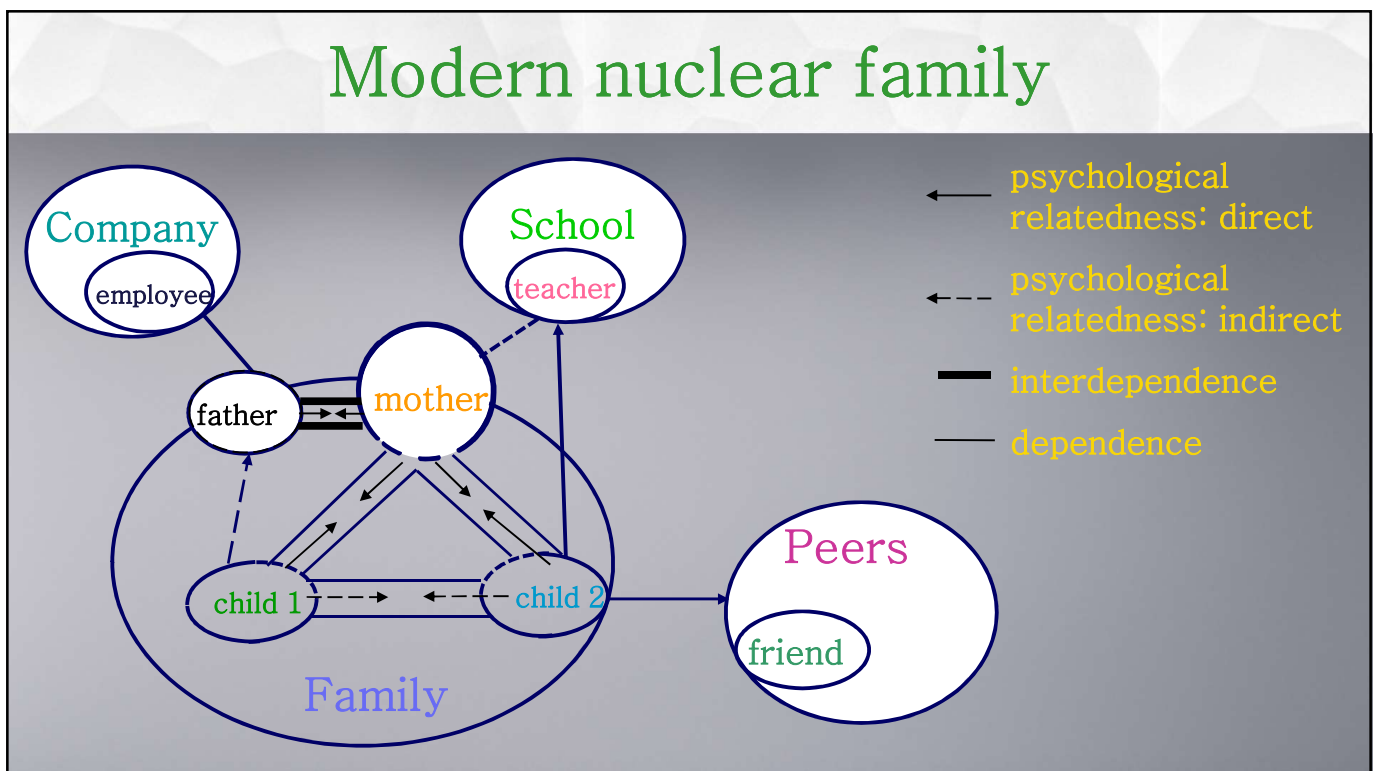 Modern nuclear family
Company
employee
School
teacher
father
mother
child 1
child 2
Family
Peers
friend
psychological
relatedness: direct
psychological
relatedness: indirect
interdependence
dependence